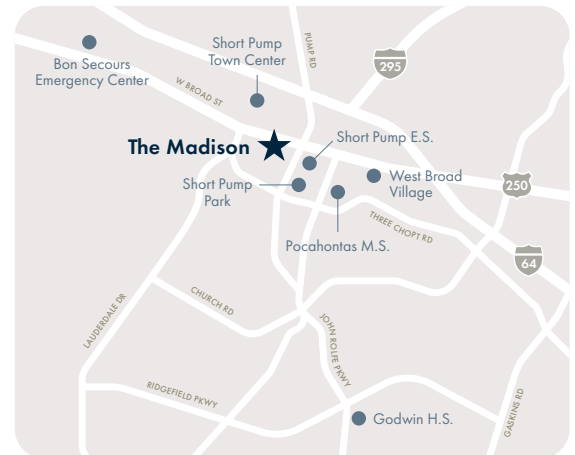 Short Pump
Town Center
PUMP RD
Bon Secours
Emergency Center
295
W BROAD ST
The Madison
Short Pump E.S.
West Broad
Village
Short Pump
Park
250
THREE CHOPT RD
Pocahontas M.S.
64
CHURCH RD
LAUDERDALE DR
JOHN ROLFE PKWY
RIDGEFIELD PKWY
GASKINS RD
Godwin H.S.